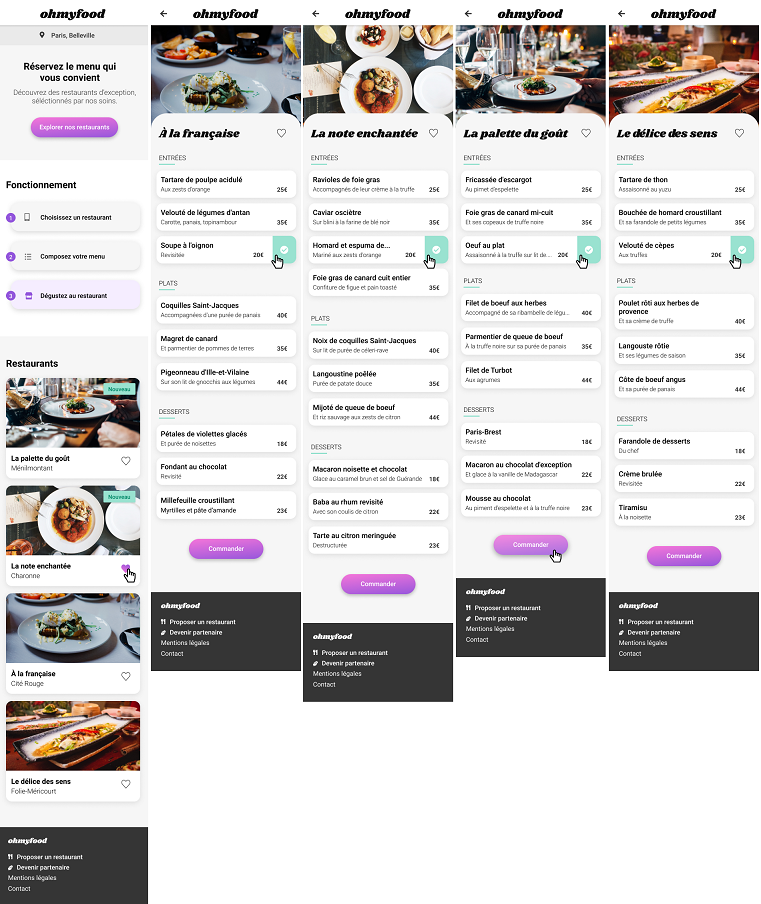 ohmyfood
Paris, Belleville
Réservez le menu qui
vous convient
Découvrez des restaurants d'exception,
séléctionnés par nos soins.
Explorer nos restaurants
Fonctionnement
1 Choisissez un restaurant
2 Composez votre menu
3 Dégustez au restaurant
Restaurants
Nouveau
La palette du goût
Ménilmontant
Nouveau
La note enchantée
Charonne
À la française
Cité Rouge
Le délice des sens
Folie-Méricourt
ohmyfood
Proposer un restaurant
Devenir partenaire
Mentions légales
Contact
ohmyfood
À la française
ENTRÉES
Tartare de poulpe acidulé
Aux zests d'orange 25€
Velouté de légumes d'antan
Carotte, panais, topinambour 35€
Soupe à l'oignon
Revisitée 20€
PLATS
Coquilles Saint-Jacques
Accompagnées d'une purée de panais 40€
Magret de canard
Et parmentier de pommes de terres 35€
Pigeonneau d'Ille-et-Vilaine
Sur son lit de gnocchis aux légumes 44€
DESSERTS
Pétales de violettes glacés
Et purée de noisettes 18€
Fondant au chocolat
Revisité 22€
Millefeuille croustillant
Myrtilles et pâte d'amande 23€
Commander
ohmyfood
Proposer un restaurant
Devenir partenaire
Mentions légales
Contact
ohmyfood
La note enchantée
ENTRÉES
Ravioles de foie gras
Accompagnés de leur crème à la truffe 25€
Caviar osciètre
Sur blini à la farine de blé noir 35€
Homard et espuma de...
Mariné aux zests d'orange 20€
Foie gras de canard cuit entier
Confiture de figue et pain toasté 35€
PLATS
Noix de coquilles Saint-Jacques
Sur lit de purée de céleri-rave 40€
Langoustine poêlée
Purée de patate douce 35€
Mijoté de queue de boeuf
Et riz sauvage aux zests de citron 44€
DESSERTS
Macaron noisette et chocolat
Glace au caramel brun et sel de Guérande 18€
Baba au rhum revisité
Avec son coulis de citron 22€
Tarte au citron meringuée
Destructurée 23€
Commander
ohmyfood
Proposer un restaurant
Devenir partenaire
Mentions légales
Contact
ohmyfood
La palette du goût
ENTRÉES
Fricassée d'escargot
Au pimet d'espelette 25€
Foie gras de canard mi-cuit
Et ses copeaux de truffe noire 35€
Oeuf au plat
Assaisonné à la truffe sur lit de... 20€
PLATS
Filet de boeuf aux herbes
Accompagné de sa ribambelle de légu... 40€
Parmentier de queue de boeuf
À la truffe noire sur sa purée de panais 35€
Filet de Turbot
Aux agrumes 44€
DESSERTS
Paris-Brest
Revisité 18€
Macaron au chocolat d'exception
Et glace à la vanille de Madagascar 22€
Mousse au chocolat
Au piment d'espelette et à la truffe noire 23€
Commander
ohmyfood
Proposer un restaurant
Devenir partenaire
Mentions légales
Contact
ohmyfood
Le délice des sens
ENTRÉES
Tartare de thon
Assaisonné au yuzu 25€
Bouchée de homard croustillant
Et sa farandole de petits légumes 35€
Velouté de cèpes
Aux truffes 20€
PLATS
Poulet rôti aux herbes de
provence
Et sa crème de truffe 40€
Langouste rôtie
Et ses légumes de saison 35€
Côte de boeuf angus
Et sa purée de panais 44€
DESSERTS
Farandole de desserts
Du chef 18€
Crème brulée
Revisitée 22€
Tiramisu
À la noisette 23€
Commander
ohmyfood
Proposer un restaurant
Devenir partenaire
Mentions légales
Contact